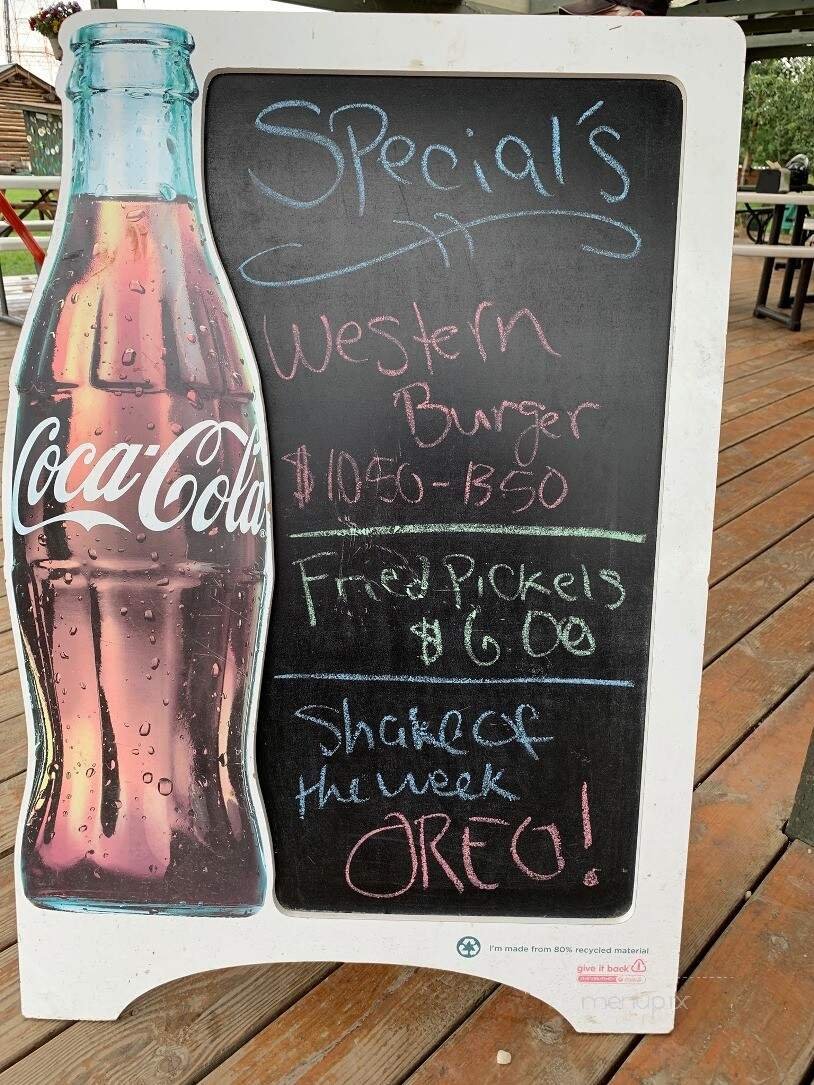 Special's
Western
Burger
$1050-1350
Fried Pickels
$6.00
Shake of
the week
OREO!
Coca-Cola
I'm made from 80% recycled material
give it back
menupix